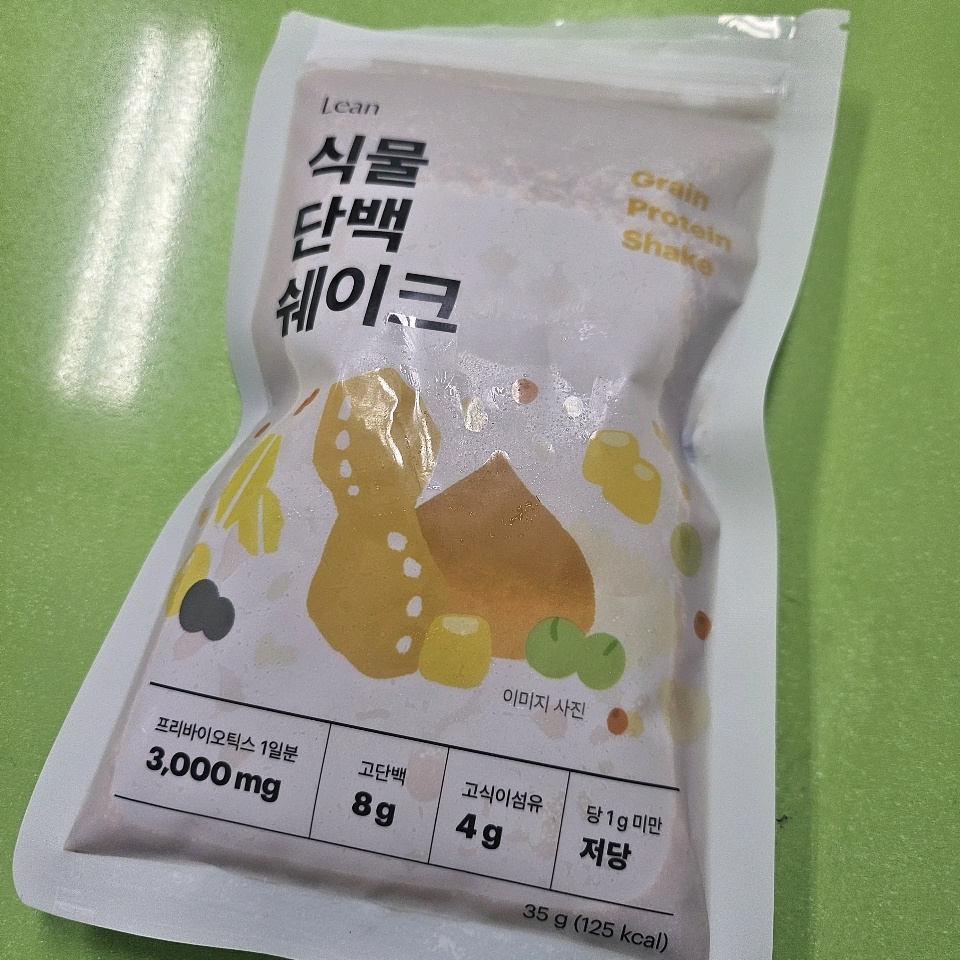 Lean
식물
단백
쉐이크
Grain
Protein
Shake
이미지 사진
프리바이오틱스 1일분
3,000 mg
고단백
8 g
고식이섬유
4 g
당 1 g 미만
저당
35 g (125 kcal)